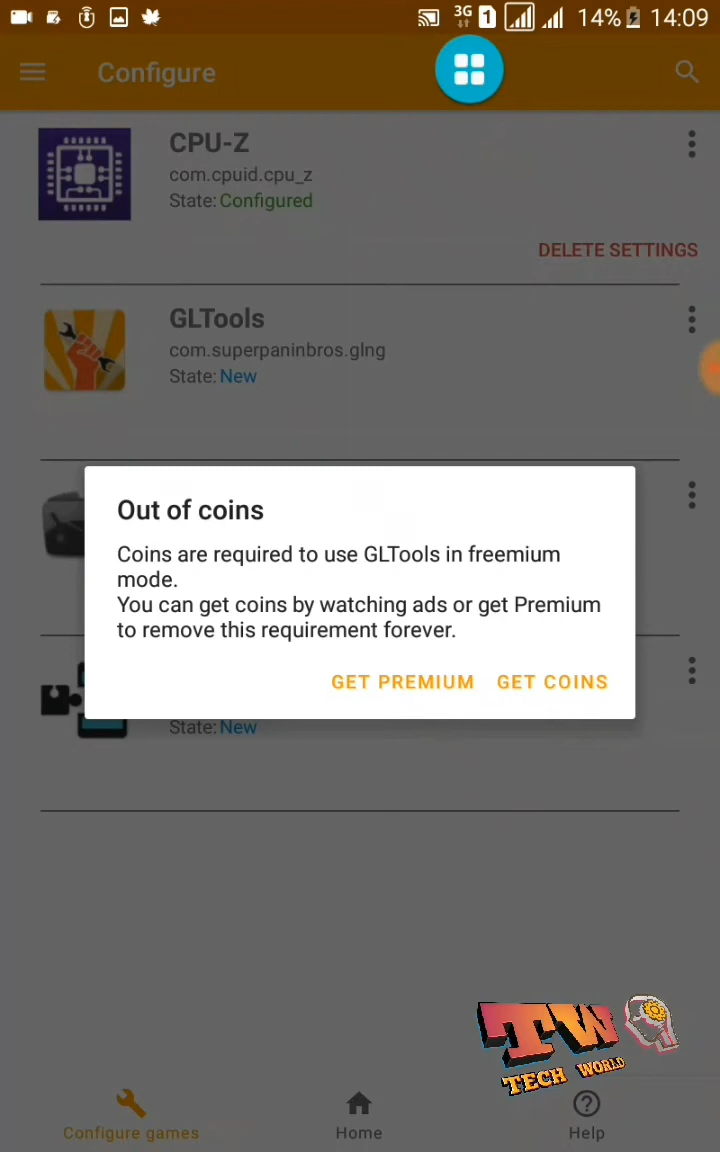 3G 1 14% 14:09
Configure
CPU-Z
com.cpuid.cpu_z
State: Configured
DELETE SETTINGS
GLTools
com.superpaninbros.glng
State: New
Out of coins
Coins are required to use GLTools in freemium
mode.
You can get coins by watching ads or get Premium
to remove this requirement forever.
GET PREMIUM GET COINS
State: New
TW
TECH WORLD
Configure games Home Help